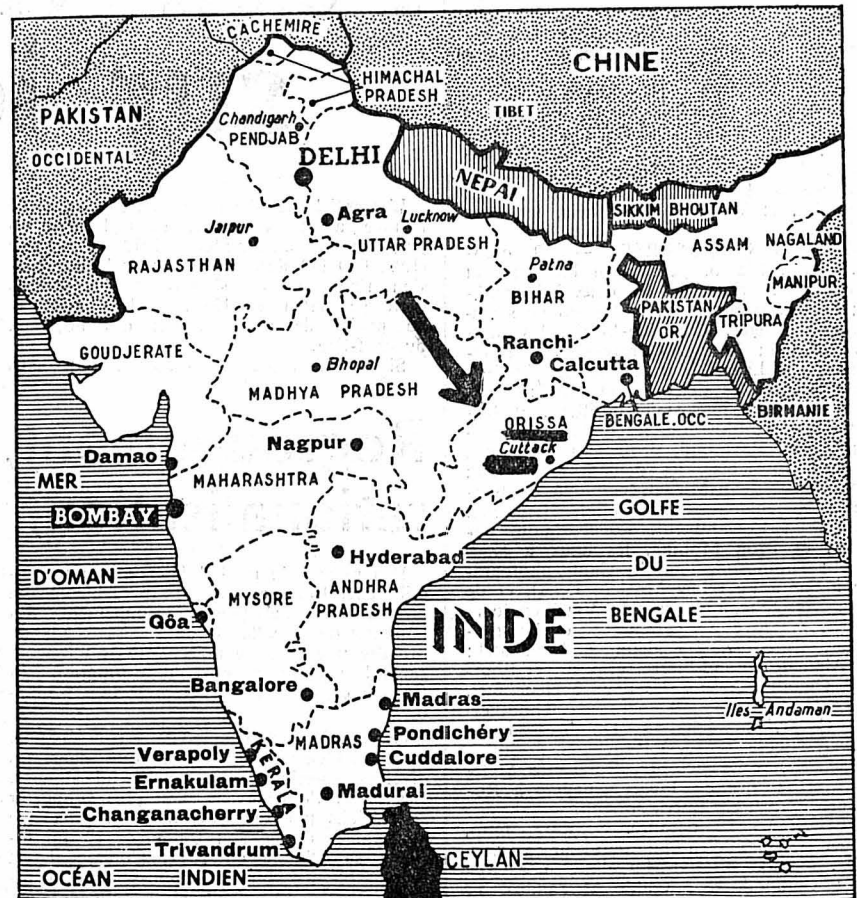 CACHEMIRE
CHINE
HIMACHAL
PRADESH
PAKISTAN
OCCIDENTAL
TIBET
Chandigarh
PENDJAB
DELHI
NEPAL
SIKKIM
BHOUTAN
Agra
Lucknow
UTTAR PRADESH
Jaipur
RAJASTHAN
ASSAM
NAGALAND
MANIPUR
Patna
BIHAR
PAKISTAN
OR.
TRIPURA
GOUDJERATE
Ranchi
Calcutta
Bhopal
MADHYA PRADESH
BENGALE.OCC
BIRMANIE
ORISSA
Cuttack
Nagpur
Damao
MAHARASHTRA
MER
BOMBAY
GOLFE
Hyderabad
DU
D'OMAN
MYSORE
ANDHRA
PRADESH
BENGALE
Gôa
INDE
Bangalore
Madras
Iles Andaman
Pondichéry
MADRAS
Verapoly
KERALA
Cuddalore
Ernakulam
Madurai
Changanacherry
Trivandrum
CEYLAN
OCÉAN INDIEN